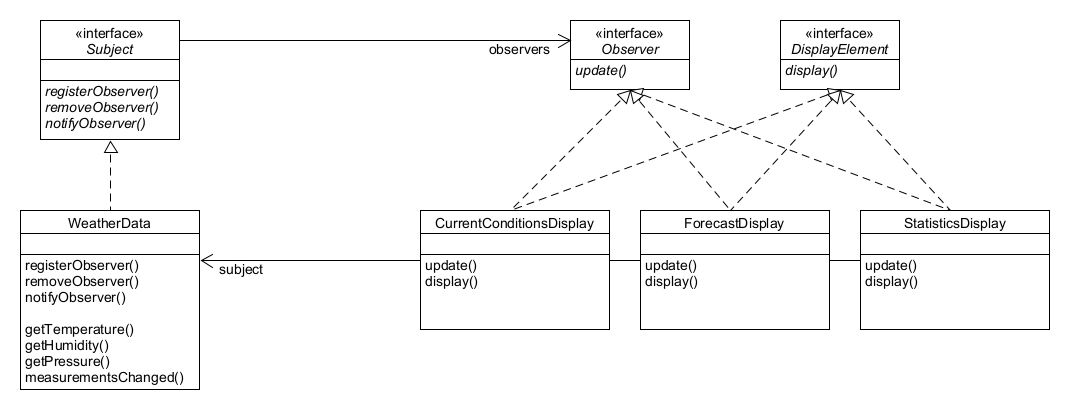 «interface»
Subject
registerObserver()
removeObserver()
notifyObserver()
observers
«interface»
Observer
update()
«interface»
DisplayElement
display()
WeatherData
registerObserver()
removeObserver()
notifyObserver()
getTemperature()
getHumidity()
getPressure()
measurementsChanged()
subject
CurrentConditionsDisplay
update()
display()
ForecastDisplay
update()
display()
StatisticsDisplay
update()
display()